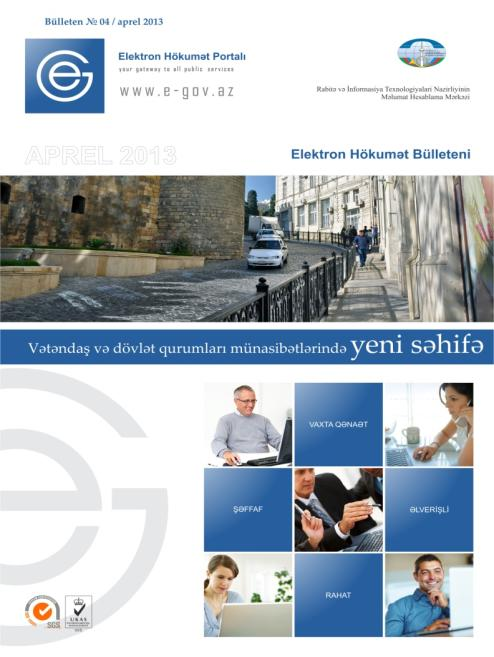 Bülleten № 04 / aprel 2013
Elektron Hökumət Portalı
your gateway to all public services
www.e-gov.az
Rabitə və İnformasiya Texnologiyaları Nazirliyinin
Məlumat Hesablama Mərkəzi
APREL 2013
Elektron Hökumət Bülleteni
Vətəndaş və dövlət qurumları münasibətlərində yeni səhifə
VAXTA QƏNAƏT
ŞƏFFAF
ƏLVERİŞLİ
RAHAT
SGS
UKAS